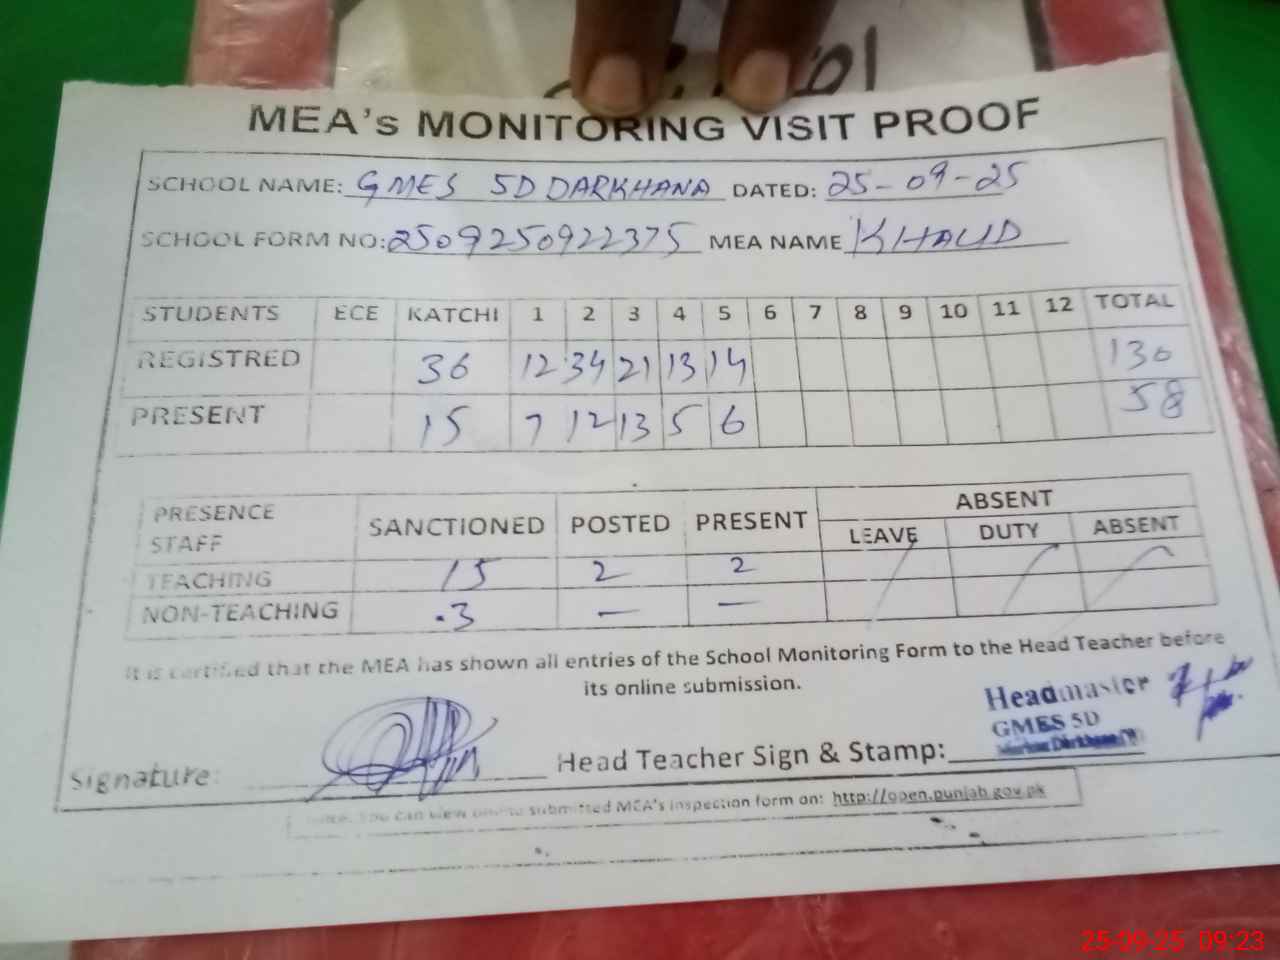 MEA's MONITORING VISIT PROOF
SCHOOL NAME: GMES 5D DARKHANA DATED: 25-09-25
SCHOOL FORM NO: 2509250922375 MEA NAME KHALID
STUDENTS ECE KATCHI 1 2 3 4 5 6 7 8 9 10 11 12 TOTAL
REGISTRED 36 12 34 21 13 14 130
PRESENT 15 7 12 13 5 6 58
PRESENCE STAFF SANCTIONED POSTED PRESENT ABSENT
LEAVE DUTY ABSENT
TEACHING 15 2 2
NON-TEACHING .3 — —
It is certified that the MEA has shown all entries of the School Monitoring Form to the Head Teacher before
its online submission.
Headmaster
GMES 5D
Signature: Head Teacher Sign & Stamp:
You can view submitted MEA's inspection form on: http://open.punjab.gov.pk
25-09-25 09:23